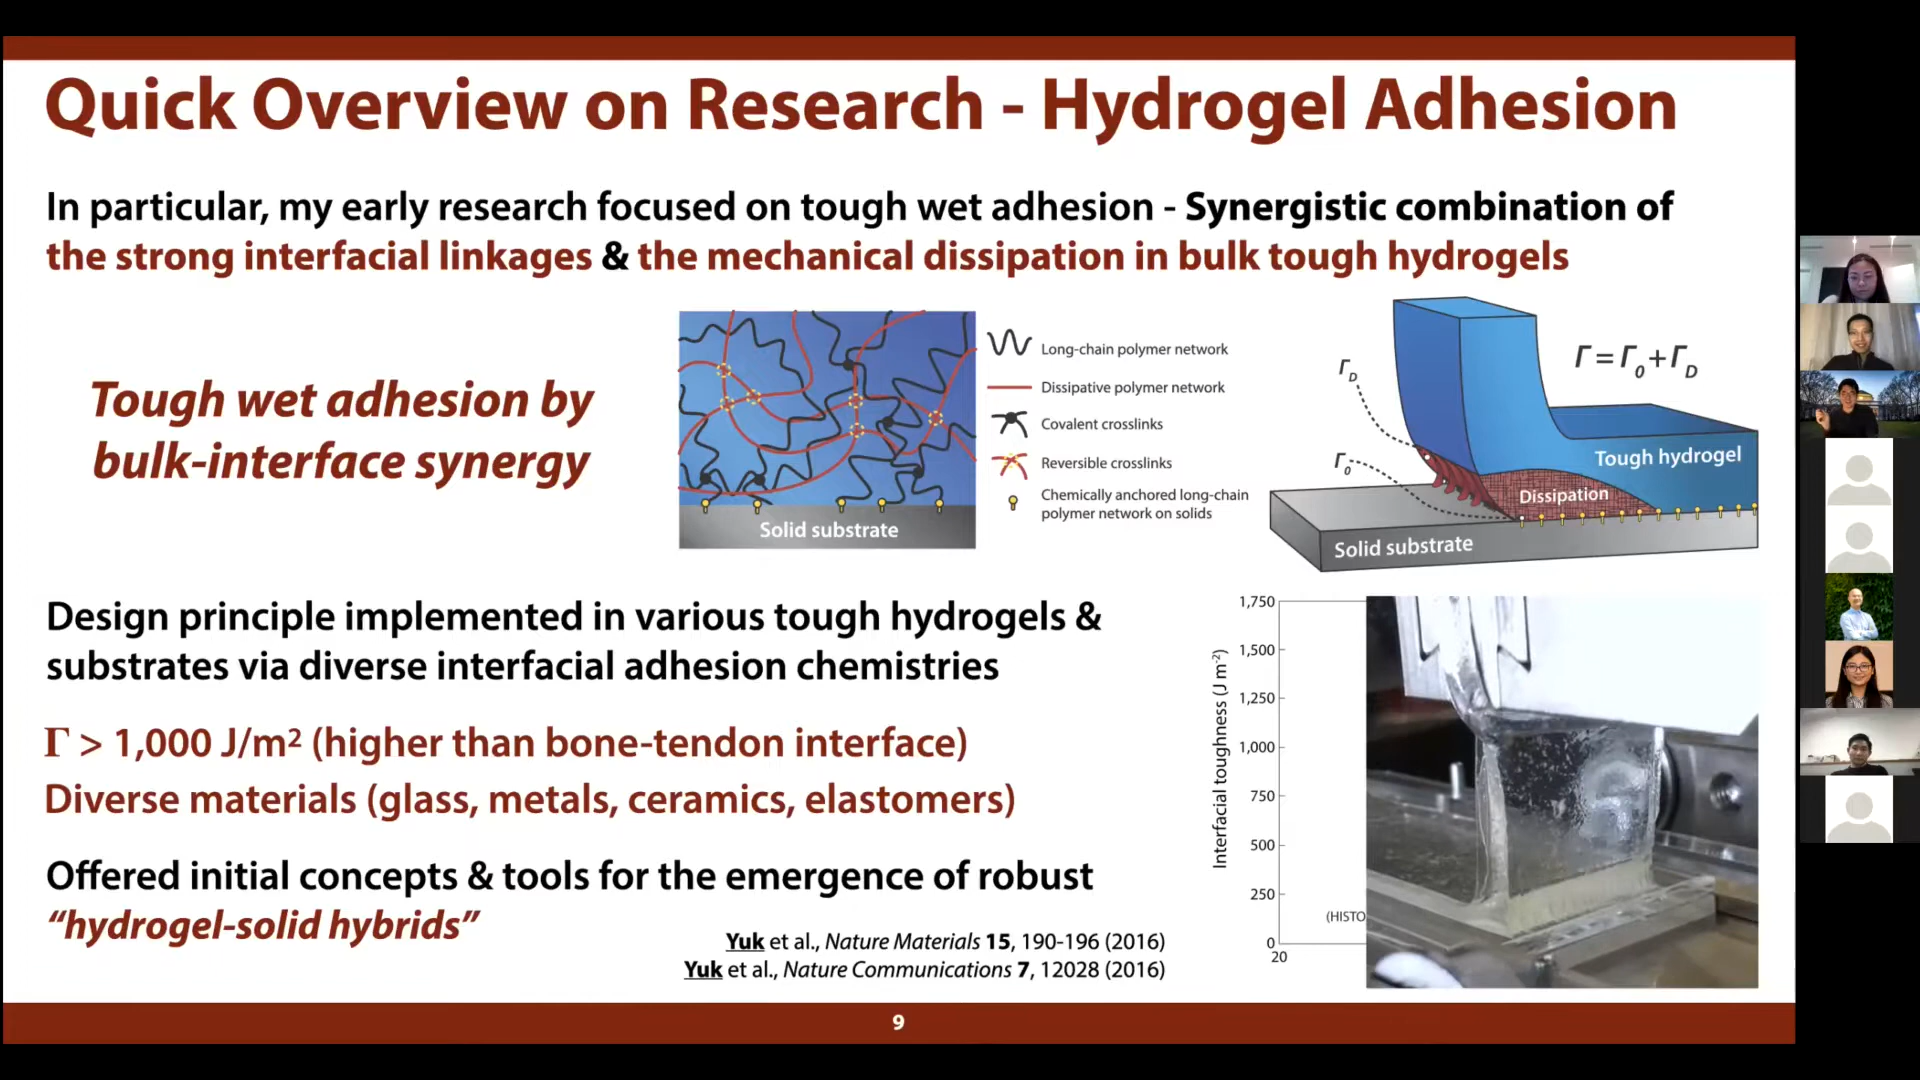 Quick Overview on Research - Hydrogel Adhesion
In particular, my early research focused on tough wet adhesion - Synergistic combination of
the strong interfacial linkages & the mechanical dissipation in bulk tough hydrogels
Tough wet adhesion by
bulk-interface synergy
Solid substrate
Long-chain polymer network
Dissipative polymer network
Covalent crosslinks
Reversible crosslinks
Chemically anchored long-chain
polymer network on solids
Γ_D
Γ_0
Γ=Γ_0+Γ_D
Tough hydrogel
Dissipation
Solid substrate
Design principle implemented in various tough hydrogels &
substrates via diverse interfacial adhesion chemistries
Γ > 1,000 J/m² (higher than bone-tendon interface)
Diverse materials (glass, metals, ceramics, elastomers)
Offered initial concepts & tools for the emergence of robust
“hydrogel-solid hybrids”
Yuk et al., Nature Materials 15, 190-196 (2016)
Yuk et al., Nature Communications 7, 12028 (2016)
Interfacial toughness (J m⁻²)
1,750
1,500
1,250
1,000
750
500
250
0
20
(HISTO
9